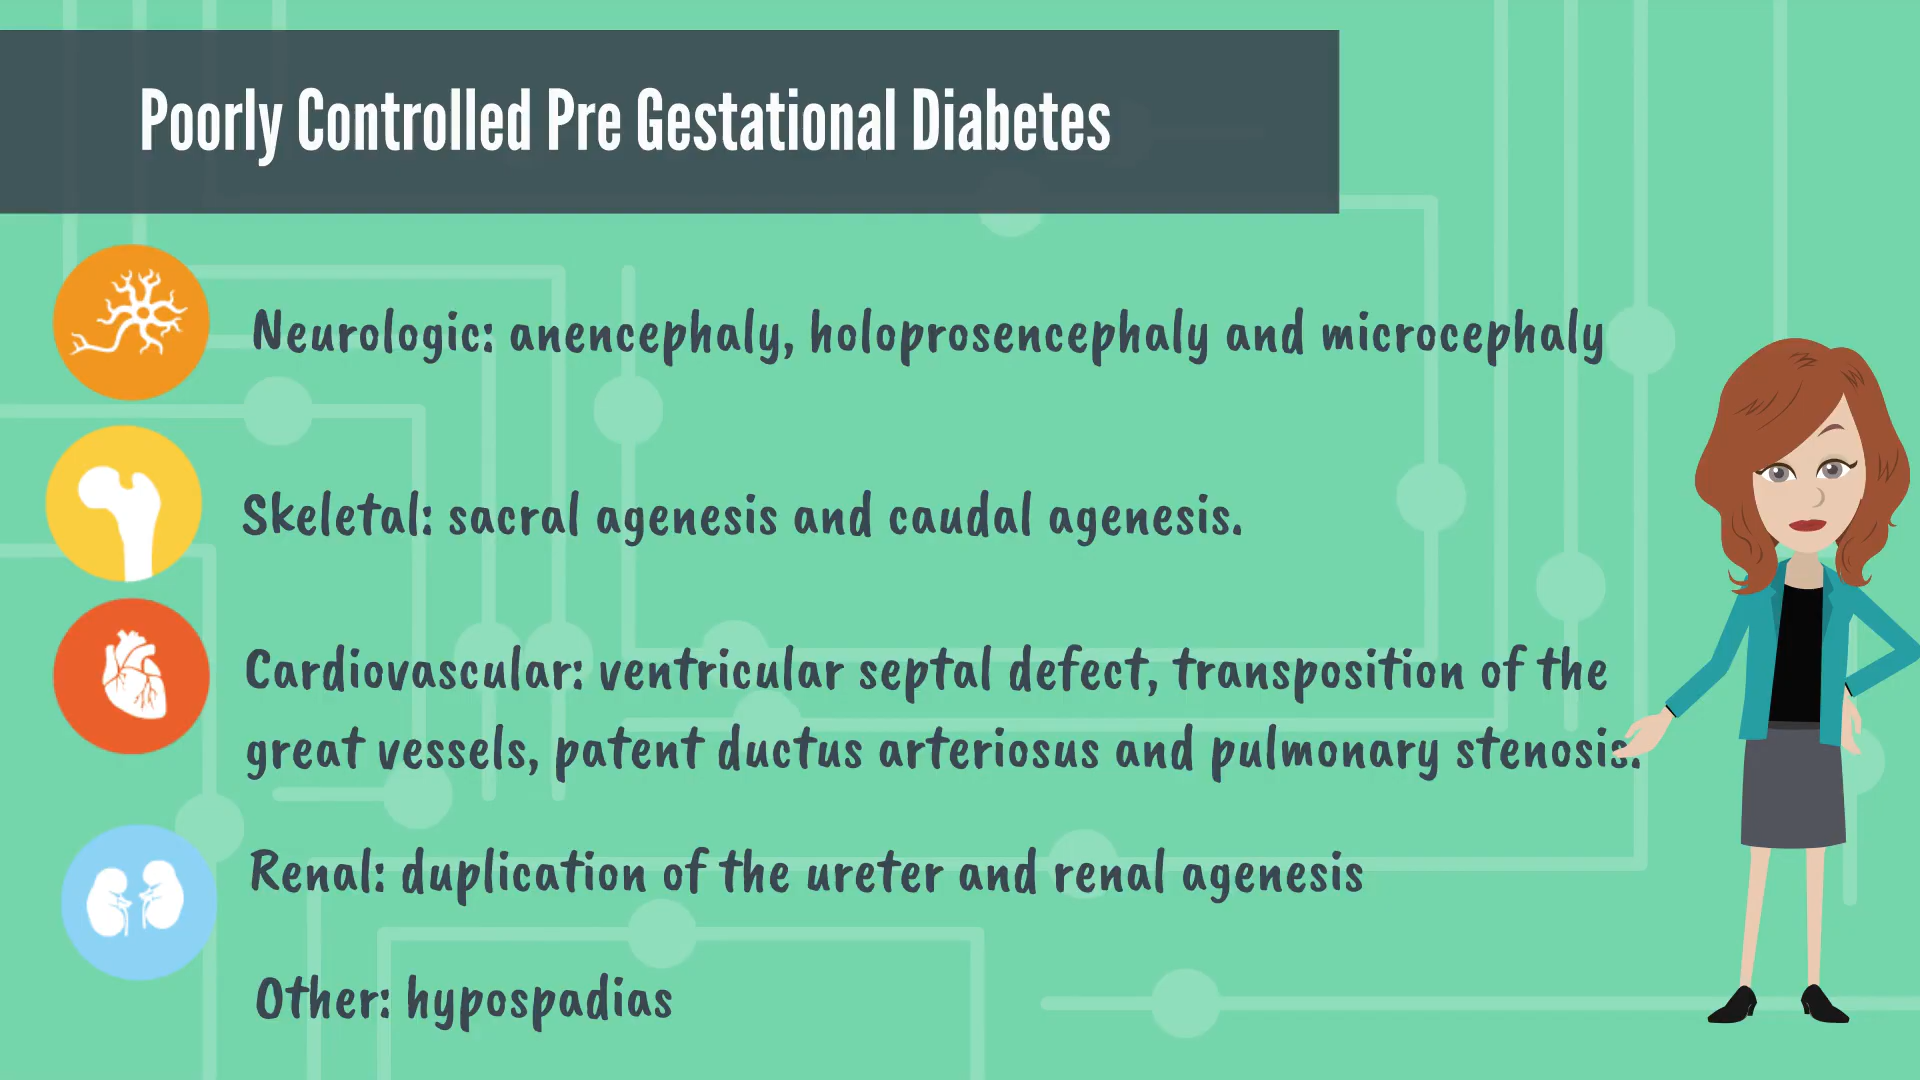 Poorly Controlled Pre Gestational Diabetes
Neurologic: anencephaly, holoprosencephaly and microcephaly
Skeletal: sacral agenesis and caudal agenesis.
Cardiovascular: ventricular septal defect, transposition of the
great vessels, patent ductus arteriosus and pulmonary stenosis.
Renal: duplication of the ureter and renal agenesis
Other: hypospadias